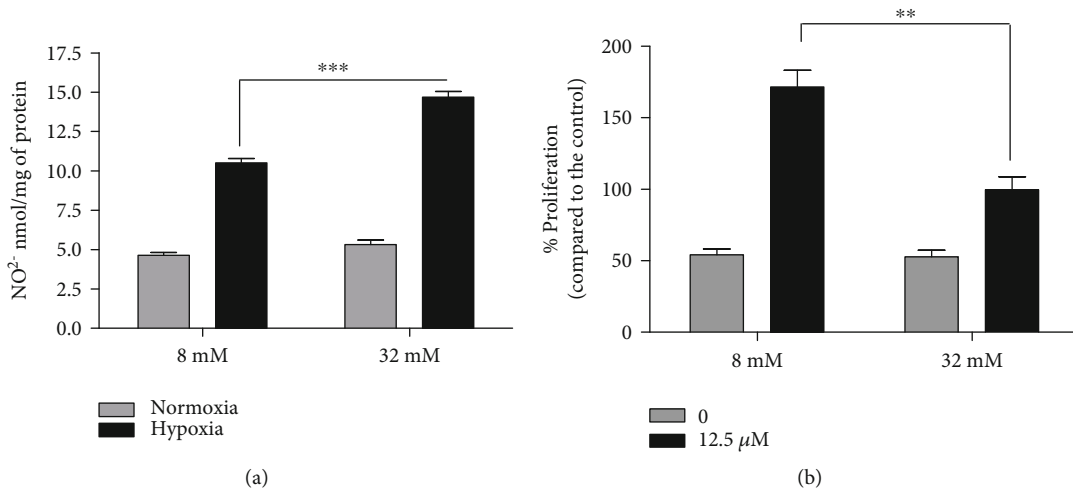 NO²⁻ nmol/mg of protein
17.5
15.0
12.5
10.0
7.5
5.0
2.5
0.0
***
8 mM
32 mM
Normoxia
Hypoxia
(a)
% Proliferation
(compared to the control)
200
150
100
50
0
**
8 mM
32 mM
0
12.5 μM
(b)